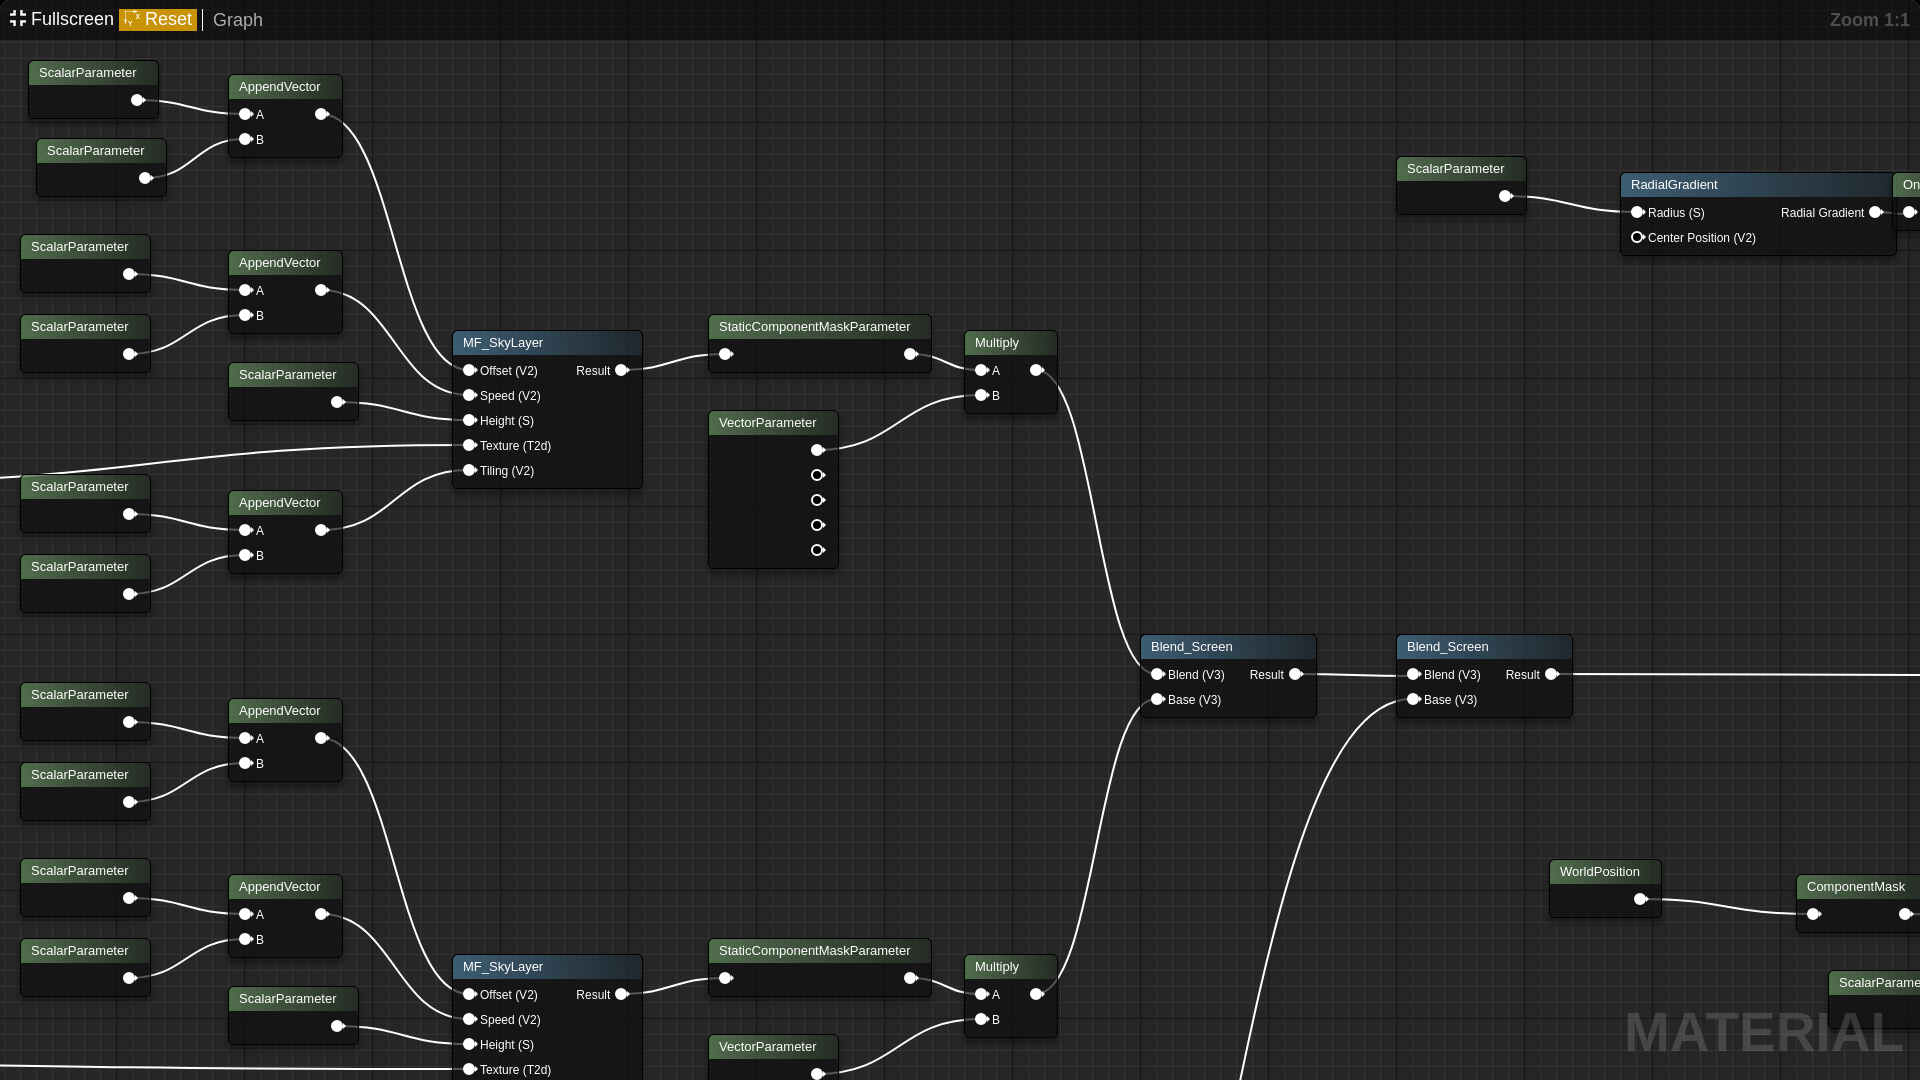 Fullscreen Reset Graph Zoom 1:1
ScalarParameter
AppendVector
A
B
ScalarParameter
ScalarParameter
RadialGradient
On
Radius (S) Radial Gradient
Center Position (V2)
ScalarParameter
AppendVector
A
B
ScalarParameter
ScalarParameter
MF_SkyLayer
Offset (V2) Result
Speed (V2)
Height (S)
Texture (T2d)
Tiling (V2)
StaticComponentMaskParameter
Multiply
A
B
VectorParameter
ScalarParameter
AppendVector
A
B
ScalarParameter
Blend_Screen
Blend (V3) Result
Base (V3)
Blend_Screen
Blend (V3) Result
Base (V3)
ScalarParameter
AppendVector
A
B
ScalarParameter
ScalarParameter
AppendVector
A
B
ScalarParameter
WorldPosition
ComponentMask
ScalarParameter
MF_SkyLayer
Offset (V2) Result
Speed (V2)
Height (S)
Texture (T2d)
StaticComponentMaskParameter
Multiply
A
B
VectorParameter
ScalarParame
MATERIAL